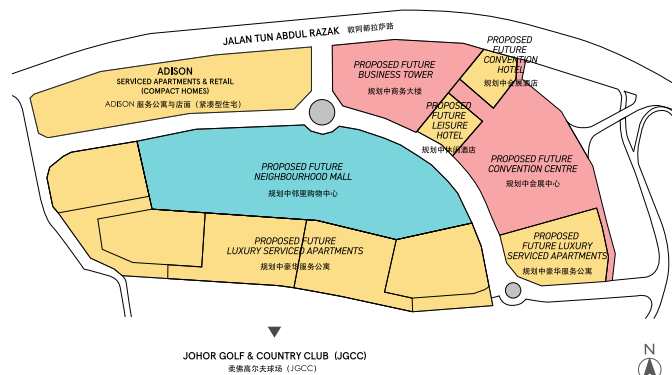 JALAN TUN ABDUL RAZAK 敦阿都拉萨路
ADISON
SERVICED APARTMENTS & RETAIL
(COMPACT HOMES)
ADISON 服务公寓与店面（紧凑型住宅）
PROPOSED FUTURE
BUSINESS TOWER
规划中商务大楼
PROPOSED
FUTURE
CONVENTION
HOTEL
规划中会展酒店
PROPOSED
FUTURE
LEISURE
HOTEL
规划中休闲酒店
PROPOSED FUTURE
CONVENTION CENTRE
规划中会展中心
PROPOSED FUTURE
NEIGHBOURHOOD MALL
规划中邻里购物中心
PROPOSED FUTURE
LUXURY SERVICED APARTMENTS
规划中豪华服务公寓
PROPOSED
FUTURE LUXURY
SERVICED APARTMENTS
规划中豪华服务公寓
JOHOR GOLF & COUNTRY CLUB (JGCC)
柔佛高尔夫球场 (JGCC)
N